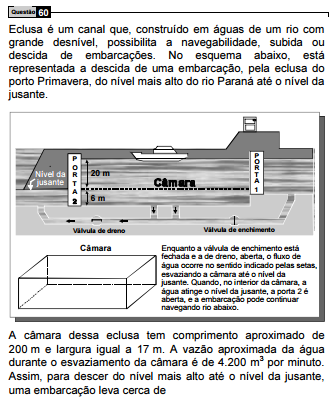 Questão 60
Eclusa é um canal que, construído em águas de um rio com
grande desnível, possibilita a navegabilidade, subida ou
descida de embarcações. No esquema abaixo, está
representada a descida de uma embarcação, pela eclusa do
porto Primavera, do nível mais alto do rio Paraná até o nível da
jusante.
PORTA 2
PORTA 1
Nível da
jusante
20 m
Câmara
6 m
Válvula de dreno
Válvula de enchimento
Câmara
Enquanto a válvula de enchimento está
fechada e a de dreno, aberta, o fluxo de
água ocorre no sentido indicado pelas setas,
esvaziando a câmara até o nível da
jusante. Quando, no interior da câmara, a
água atinge o nível da jusante, a porta 2 é
aberta, e a embarcação pode continuar
navegando rio abaixo.
A câmara dessa eclusa tem comprimento aproximado de
200 m e largura igual a 17 m. A vazão aproximada da água
durante o esvaziamento da câmara é de 4.200 m³ por minuto.
Assim, para descer do nível mais alto até o nível da jusante,
uma embarcação leva cerca de